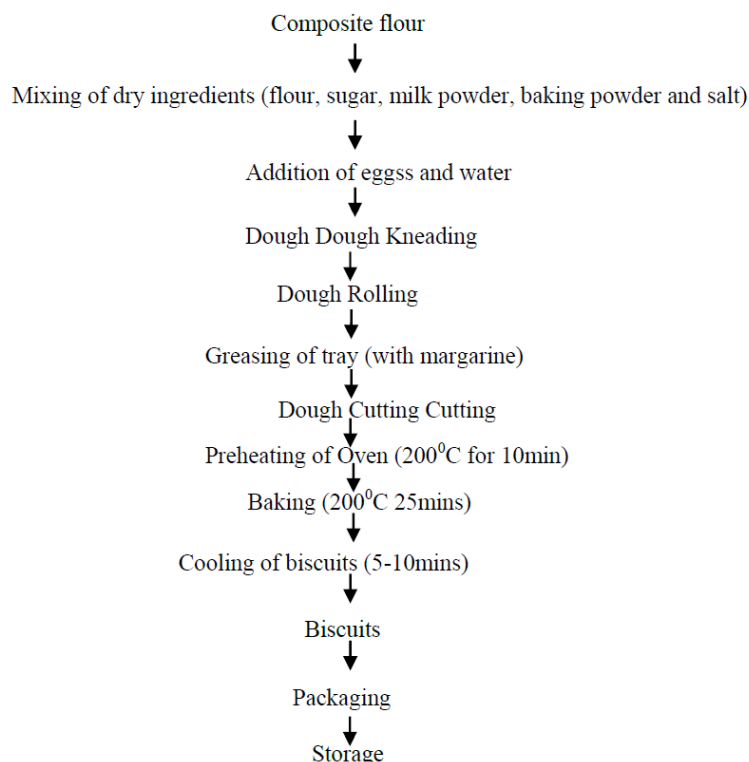 Composite flour
Mixing of dry ingredients (flour, sugar, milk powder, baking powder and salt)
Addition of eggss and water
Dough Dough Kneading
Dough Rolling
Greasing of tray (with margarine)
Dough Cutting Cutting
Preheating of Oven (200⁰C for 10min)
Baking (200⁰C 25mins)
Cooling of biscuits (5-10mins)
Biscuits
Packaging
Storage